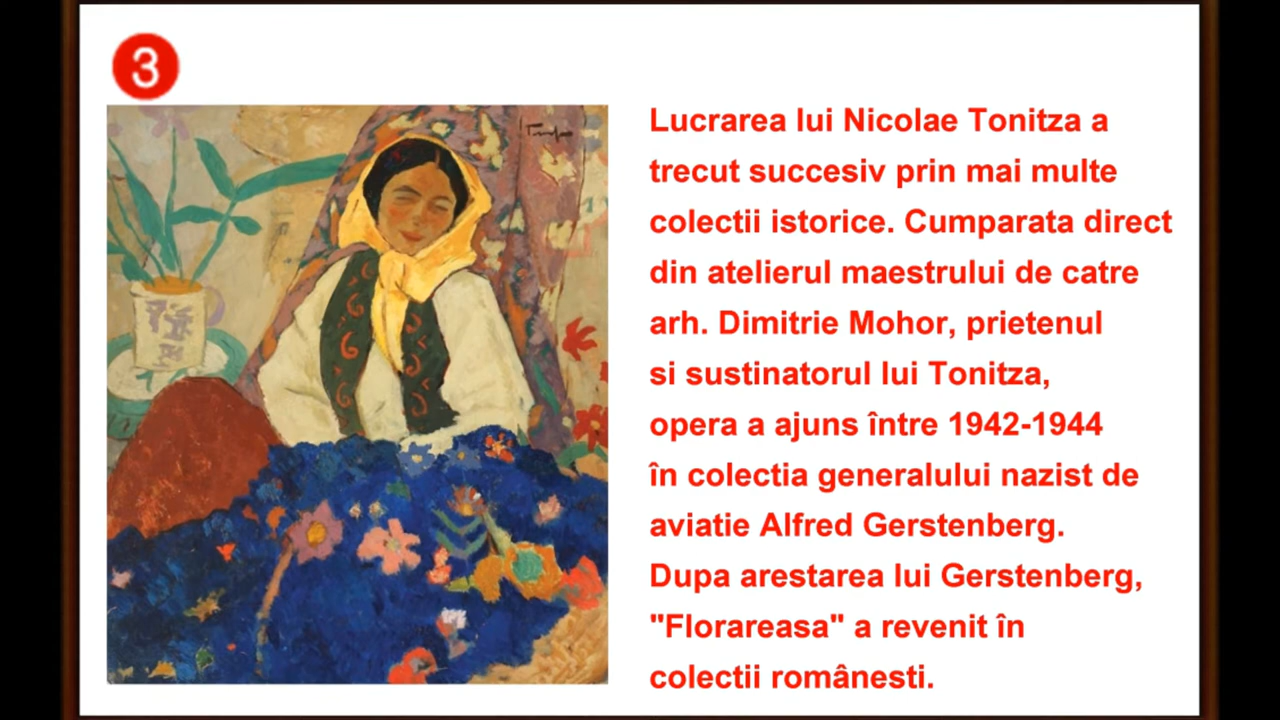 3
Lucrarea lui Nicolae Tonitza a
trecut succesiv prin mai multe
colectii istorice. Cumparata direct
din atelierul maestrului de catre
arh. Dimitrie Mohor, prietenul
si sustinatorul lui Tonitza,
opera a ajuns între 1942-1944
în colectia generalului nazist de
aviatie Alfred Gerstenberg.
Dupa arestarea lui Gerstenberg,
"Florareasa" a revenit în
colectii românesti.